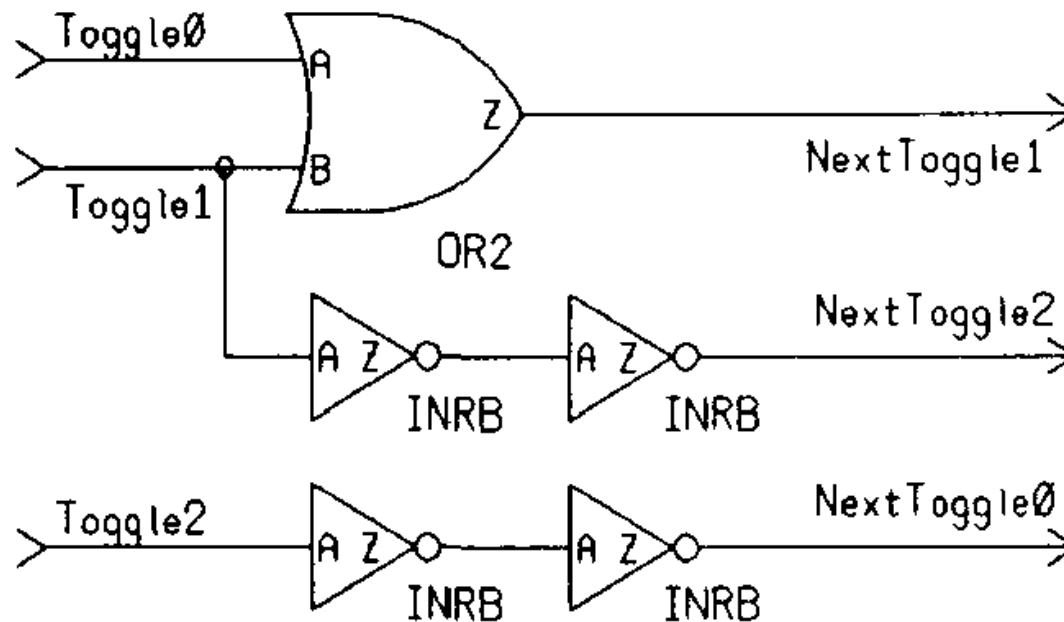 Toggle0
A
Z
B
NextToggle1
Toggle1
OR2
NextToggle2
A Z
A Z
INRB
INRB
NextToggle0
Toggle2
A Z
A Z
INRB
INRB